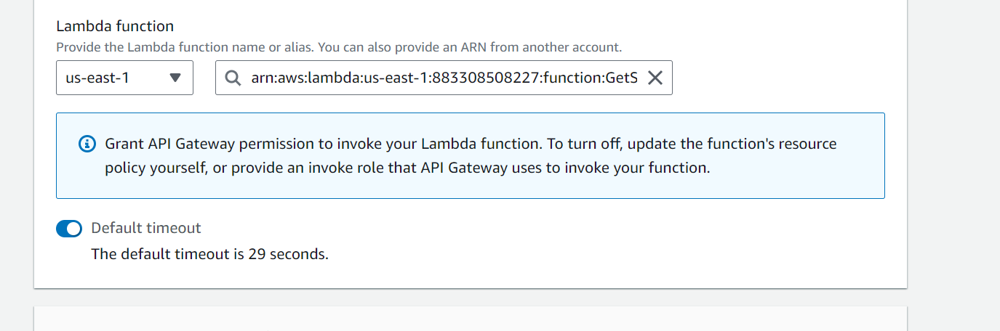 Lambda function
Provide the Lambda function name or alias. You can also provide an ARN from another account.
us-east-1
arn:aws:lambda:us-east-1:883308508227:function:GetS
Grant API Gateway permission to invoke your Lambda function. To turn off, update the function's resource
policy yourself, or provide an invoke role that API Gateway uses to invoke your function.
Default timeout
The default timeout is 29 seconds.